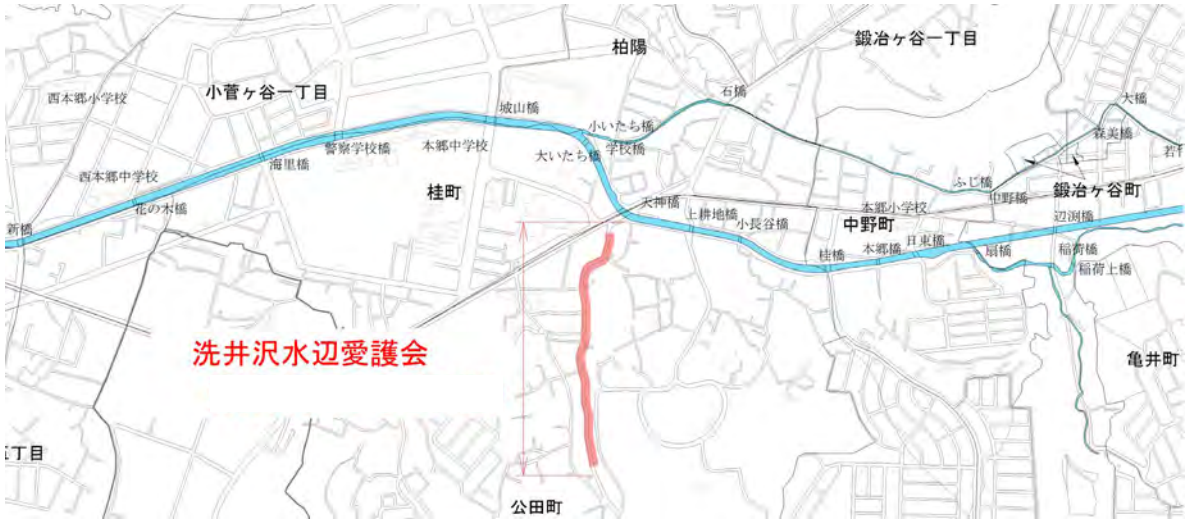 柏陽
鍛冶ヶ谷一丁目
石橋
大橋
西本郷小学校
小菅ヶ谷一丁目
城山橋
小いたち橋
森美橋
警察学校橋
本郷中学校
学校橋
大いたち橋
海里橋
西本郷中学校
桂町
ふじ橋
中野橋
鍛冶ヶ谷町
花の木橋
天神橋
本郷小学校
新橋
上耕地橋
小長谷橋
中野町
辺渕橋
日東橋
本郷橋
扇橋
稲荷橋
桂橋
稲荷上橋
洗井沢水辺愛護会
亀井町
丁目
公田町